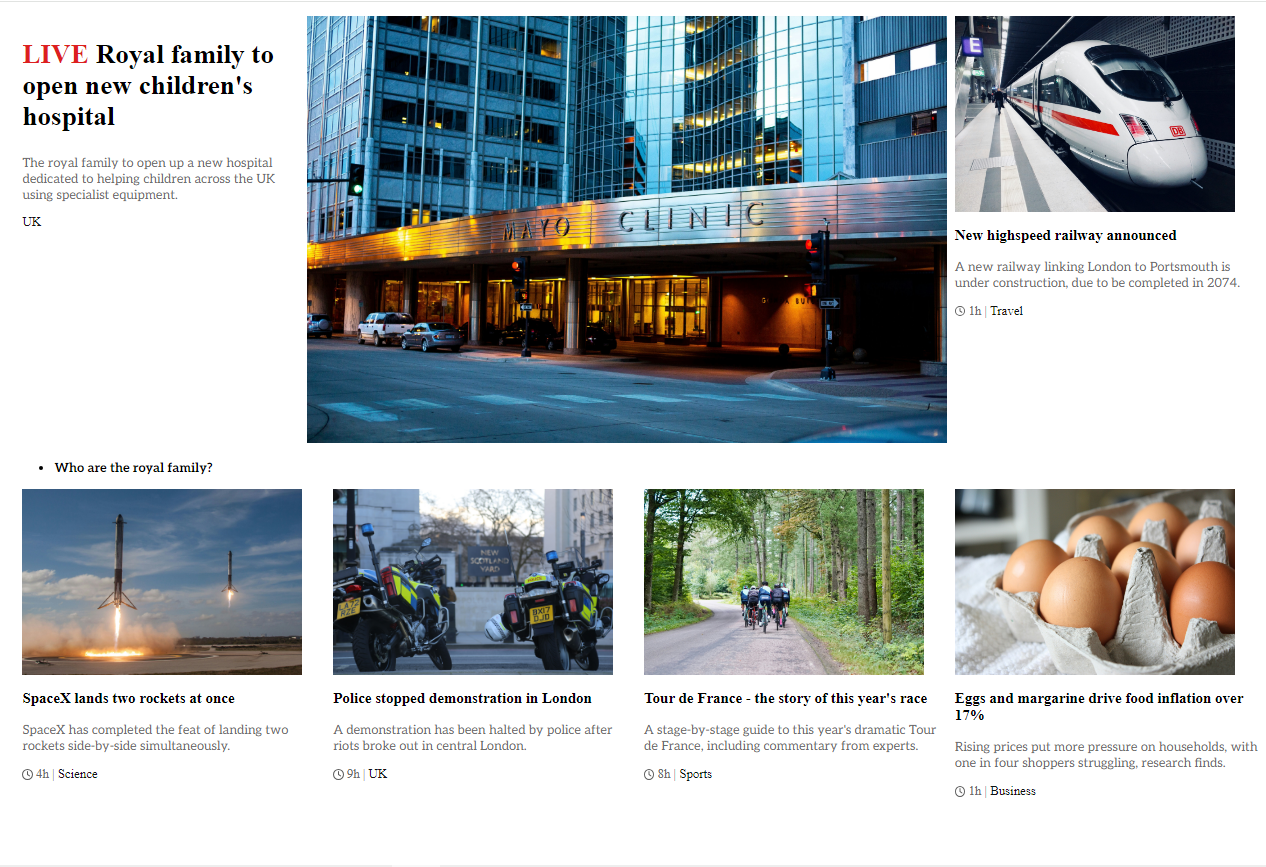 LIVE Royal family to
open new children's
hospital
The royal family to open up a new hospital
dedicated to helping children across the UK
using specialist equipment.
UK
MAYO CLINIC
E
DB
New highspeed railway announced
A new railway linking London to Portsmouth is
under construction, due to be completed in 2074.
1h | Travel
Who are the royal family?
SpaceX lands two rockets at once
SpaceX has completed the feat of landing two
rockets side-by-side simultaneously.
4h | Science
NEW
SCOTLAND
YARD
BX17
DJD
Police stopped demonstration in London
A demonstration has been halted by police after
riots broke out in central London.
9h | UK
Tour de France - the story of this year's race
A stage-by-stage guide to this year's dramatic Tour
de France, including commentary from experts.
8h | Sports
Eggs and margarine drive food inflation over
17%
Rising prices put more pressure on households, with
one in four shoppers struggling, research finds.
1h | Business